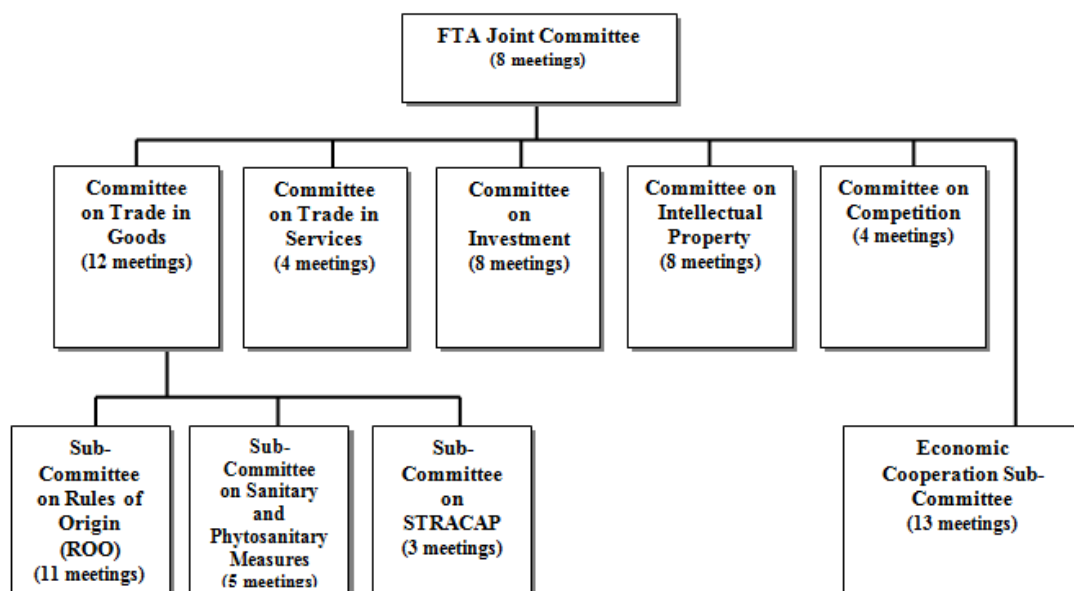 FTA Joint Committee
(8 meetings)
Committee
on Trade in
Goods
(12 meetings)
Committee
on Trade in
Services
(4 meetings)
Committee
on
Investment
(8 meetings)
Committee on
Intellectual
Property
(8 meetings)
Committee on
Competition
(4 meetings)
Sub-
Committee
on Rules of
Origin
(ROO)
(11 meetings)
Sub-
Committee
on Sanitary
and
Phytosanitary
Measures
(5 meetings)
Sub-
Committee
on
STRACAP
(3 meetings)
Economic
Cooperation Sub-
Committee
(13 meetings)